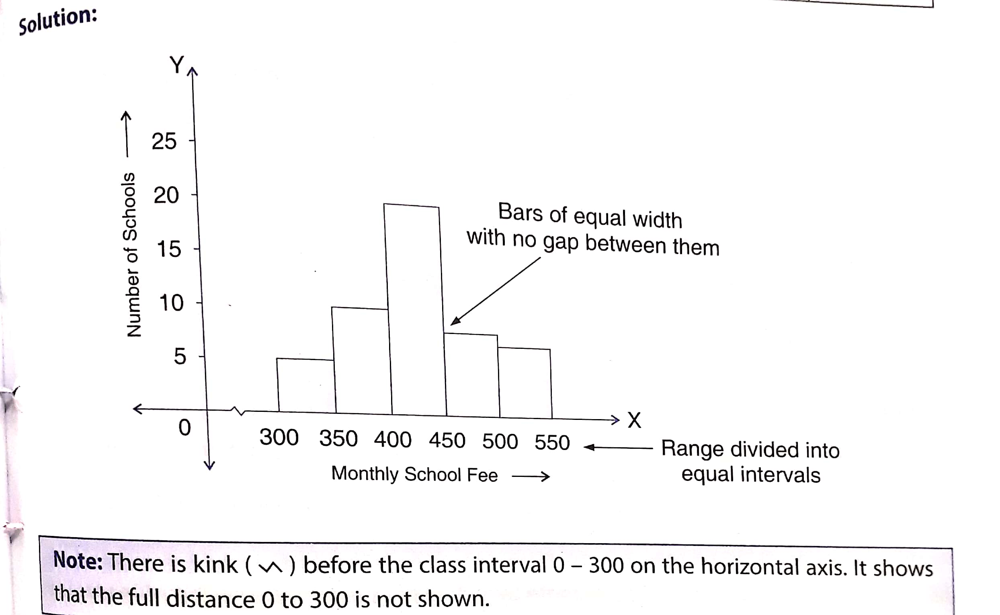 Solution:
Y
25
20
15
10
5
0
Number of Schools
Bars of equal width
with no gap between them
X
300 350 400 450 500 550
Range divided into
equal intervals
Monthly School Fee
Note: There is kink ( ) before the class interval 0 – 300 on the horizontal axis. It shows
that the full distance 0 to 300 is not shown.